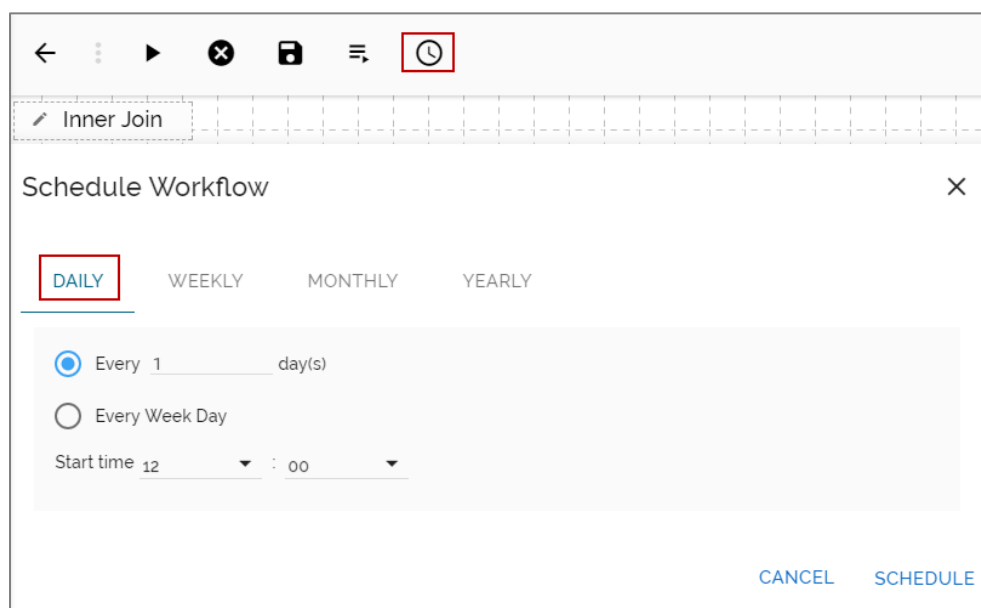 Inner Join
Schedule Workflow
DAILY WEEKLY MONTHLY YEARLY
Every 1 day(s)
Every Week Day
Start time 12 : 00
CANCEL SCHEDULE